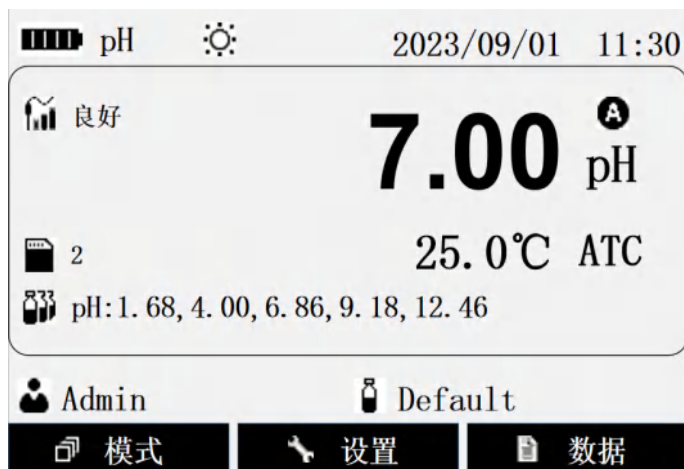 pH 2023/09/01 11:30
良好
7.00 A pH
2 25.0℃ ATC
pH:1.68,4.00,6.86,9.18,12.46
Admin Default
模式 设置 数据